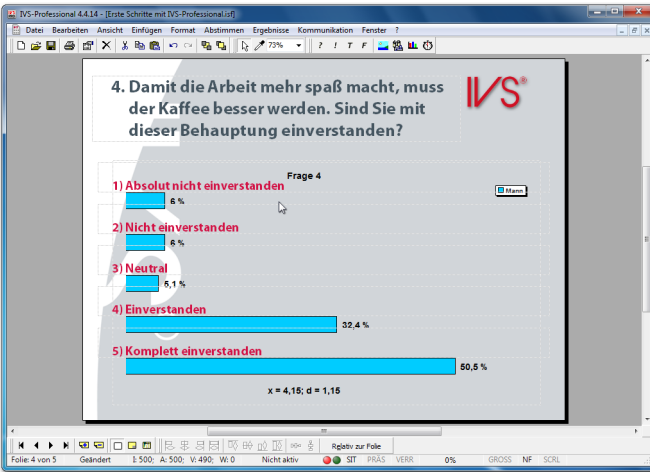 IVS-Professional 4.4.14 - [Erste Schritte mit IVS-Professional.isf]
Datei Bearbeiten Ansicht Einfügen Format Abstimmen Ergebnisse Kommunikation Fenster ?
73% ? ! T F
4. Damit die Arbeit mehr spaß macht, muss
der Kaffee besser werden. Sind Sie mit
dieser Behauptung einverstanden?
IVS®
Frage 4
Mann
1) Absolut nicht einverstanden
6 %
2) Nicht einverstanden
6 %
3) Neutral
5,1 %
4) Einverstanden
32,4 %
5) Komplett einverstanden
50,5 %
x = 4,15; d = 1,15
Relativ zur Folie
Folie: 4 von 5 Geändert I: 500; A: 500; V: 490; W: 0 Nicht aktiv SIT PRÄS VERR 0% GROSS NF SCRL